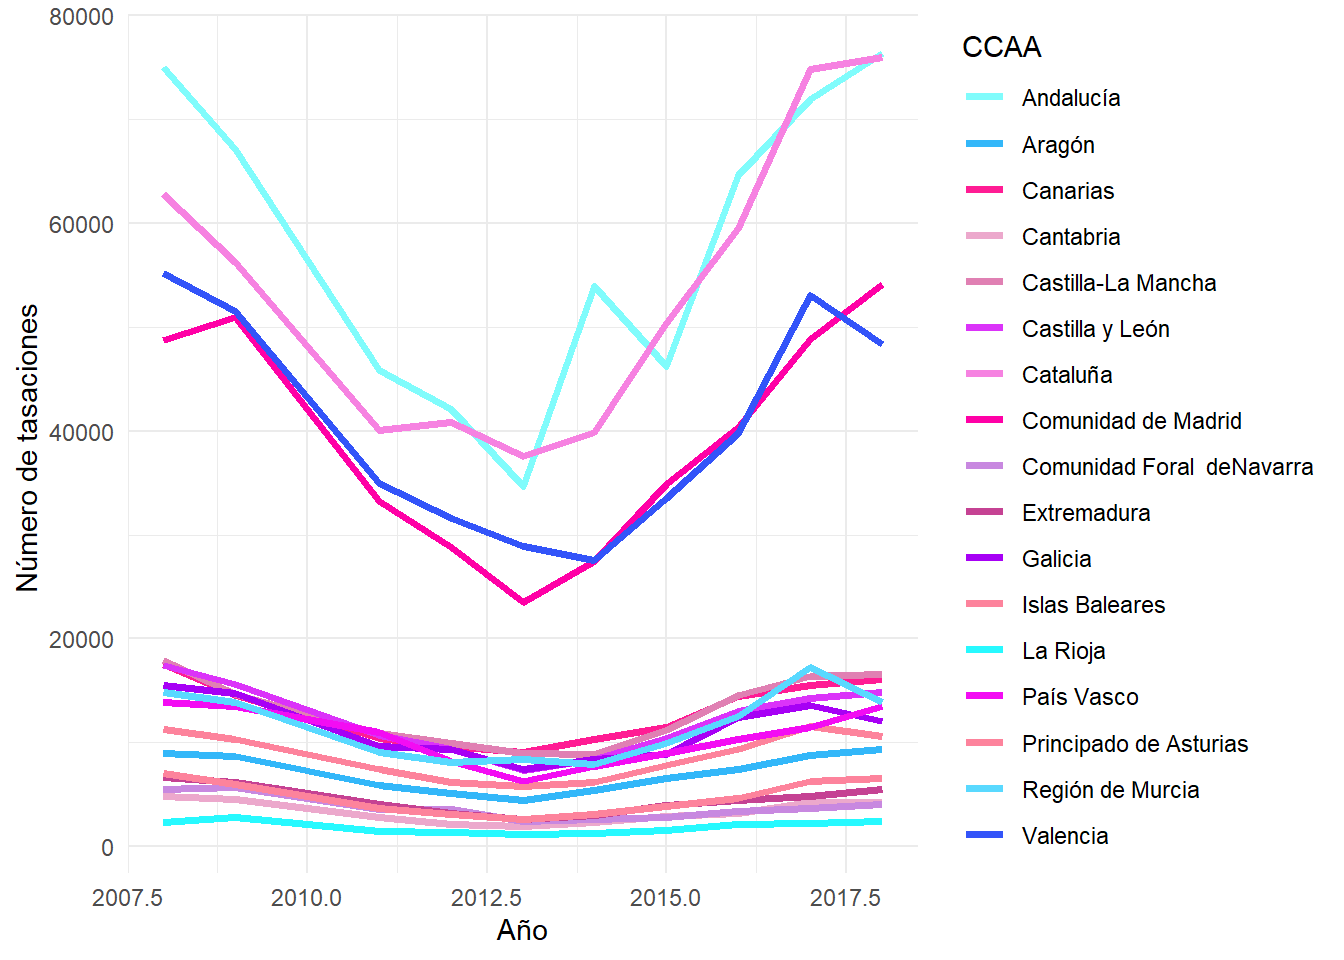 80000
60000
40000
20000
0
Número de tasaciones
2007.5
2010.0
2012.5
2015.0
2017.5
Año
CCAA
Andalucía
Aragón
Canarias
Cantabria
Castilla-La Mancha
Castilla y León
Cataluña
Comunidad de Madrid
Comunidad Foral  deNavarra
Extremadura
Galicia
Islas Baleares
La Rioja
País Vasco
Principado de Asturias
Región de Murcia
Valencia